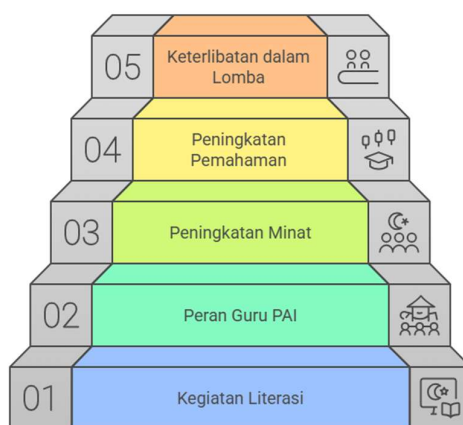 05
Keterlibatan dalam
Lomba
04
Peningkatan
Pemahaman
03
Peningkatan Minat
02
Peran Guru PAI
01
Kegiatan Literasi